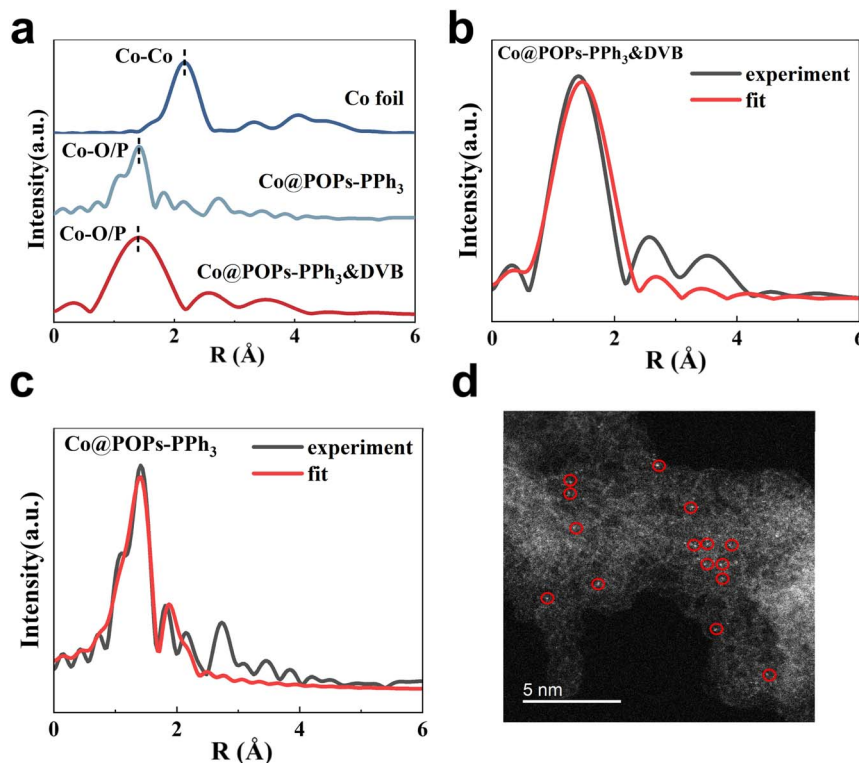 a
Co-Co
Co foil
Co-O/P
Co@POPs-PPh₃
Co-O/P
Co@POPs-PPh₃&DVB
Intensity(a.u.)
0 2 4 6
R (Å)
b
Co@POPs-PPh₃&DVB
experiment
fit
Intensity(a.u.)
0 2 4 6
R (Å)
c
Co@POPs-PPh₃
experiment
fit
Intensity(a.u.)
0 2 4 6
R (Å)
d
5 nm